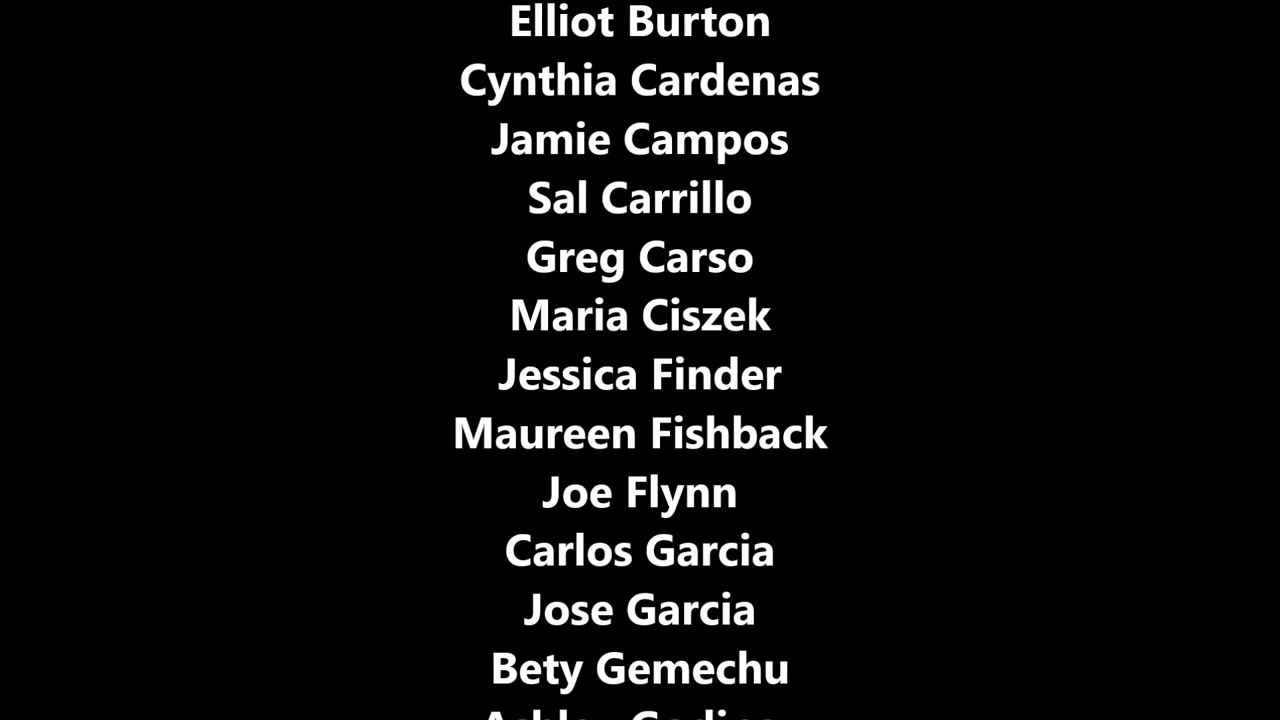 Elliot Burton
Cynthia Cardenas
Jamie Campos
Sal Carrillo
Greg Carso
Maria Ciszek
Jessica Finder
Maureen Fishback
Joe Flynn
Carlos Garcia
Jose Garcia
Bety Gemechu
Ashley